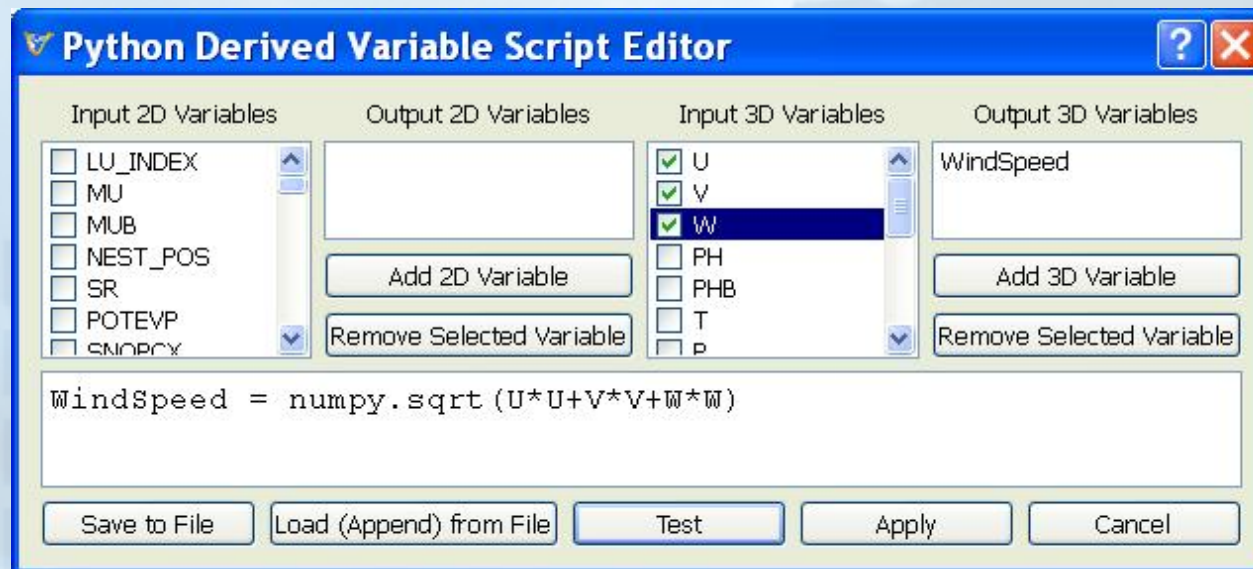 Python Derived Variable Script Editor
Input 2D Variables
Output 2D Variables
Input 3D Variables
Output 3D Variables
LU_INDEX
MU
MUB
NEST_POS
SR
POTEVP
SNOPCX
Add 2D Variable
Remove Selected Variable
U
V
W
PH
PHB
T
P
WindSpeed
Add 3D Variable
Remove Selected Variable
WindSpeed = numpy.sqrt(U*U+V*V+W*W)
Save to File
Load (Append) from File
Test
Apply
Cancel